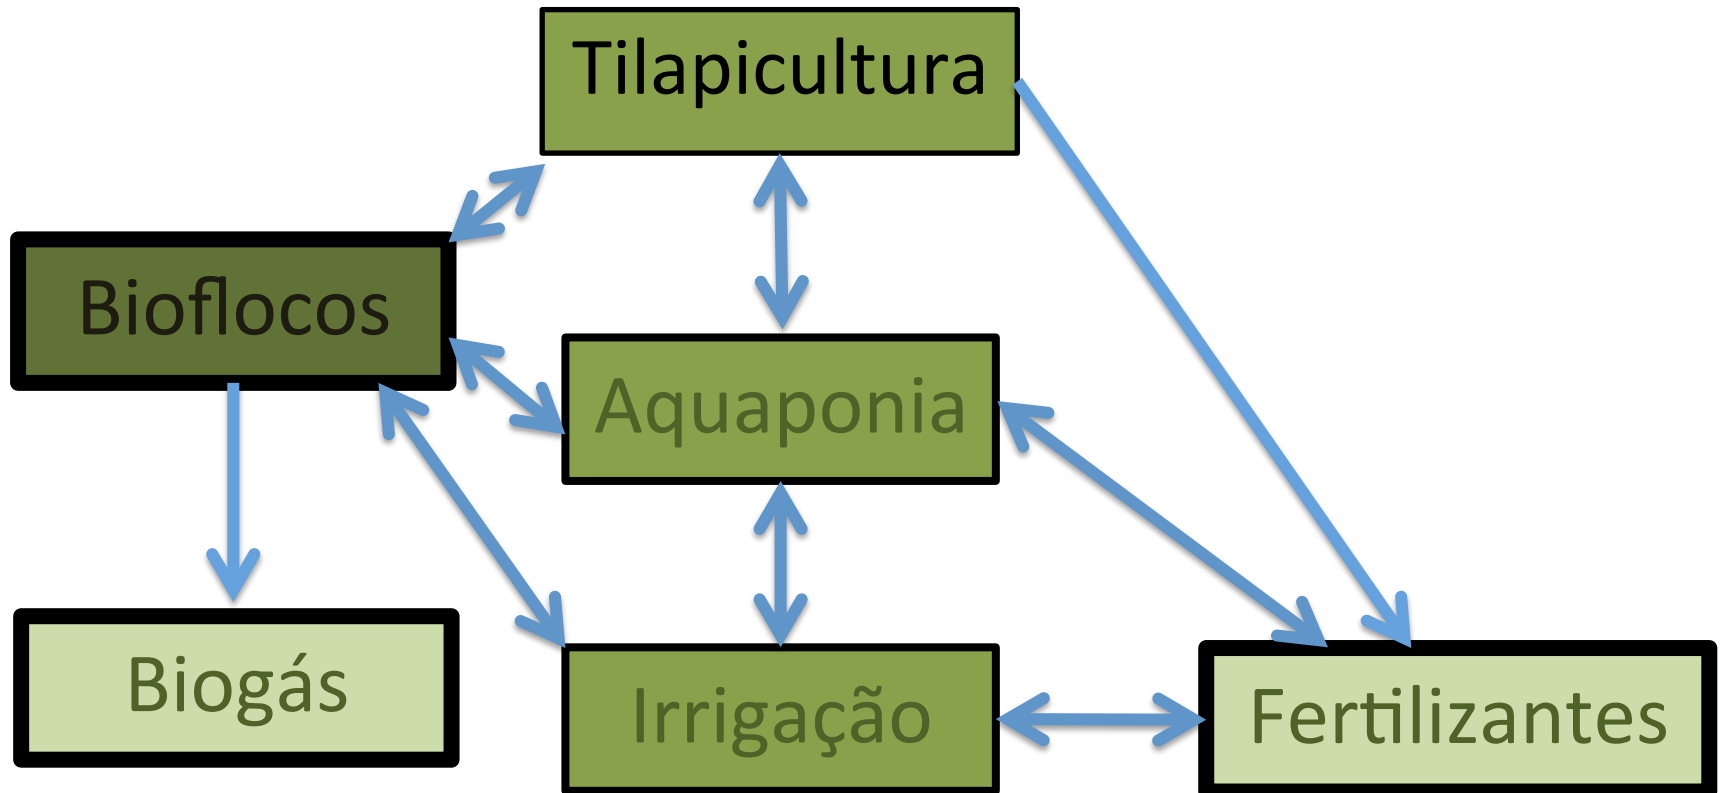 Tilapicultura
Bioflocos
Aquaponia
Biogás
Irrigação
Fertilizantes